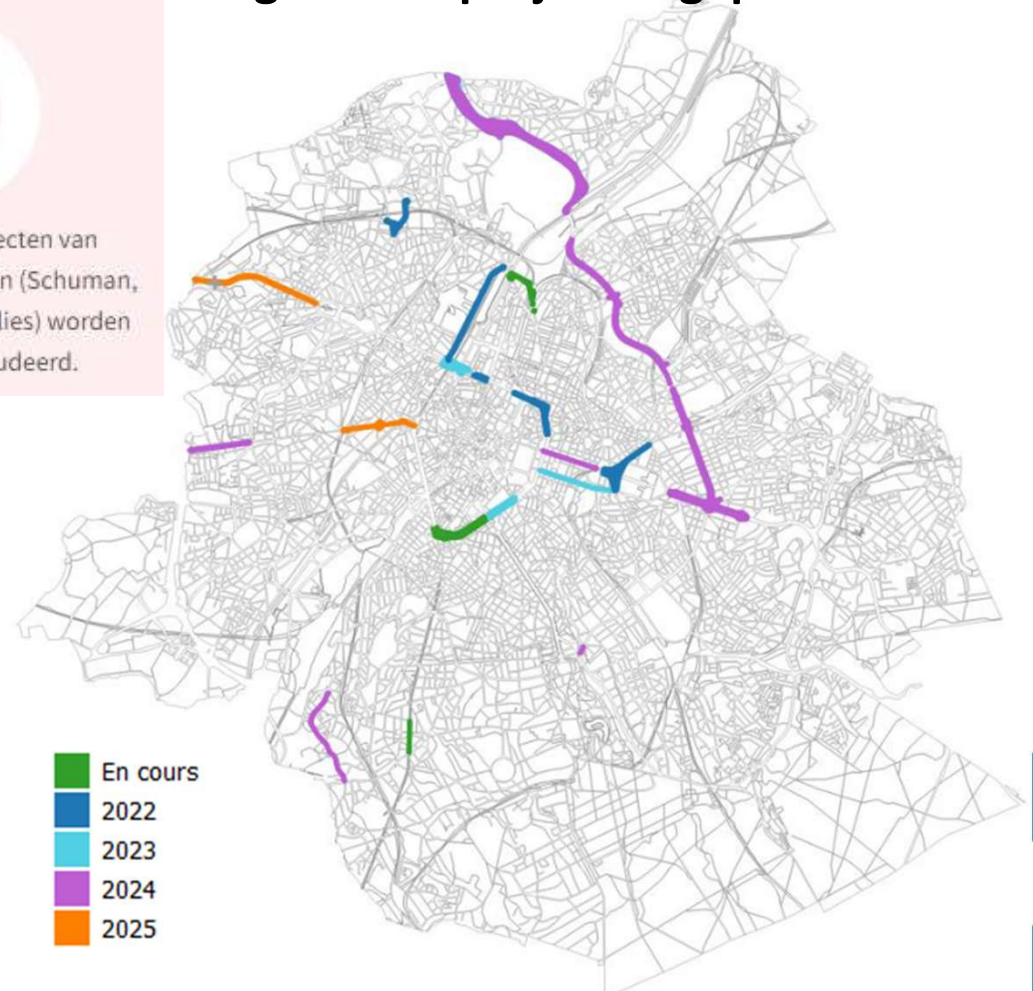 ecten van
n (Schuman,
lies) worden
udeerd.
En cours
2022
2023
2024
2025